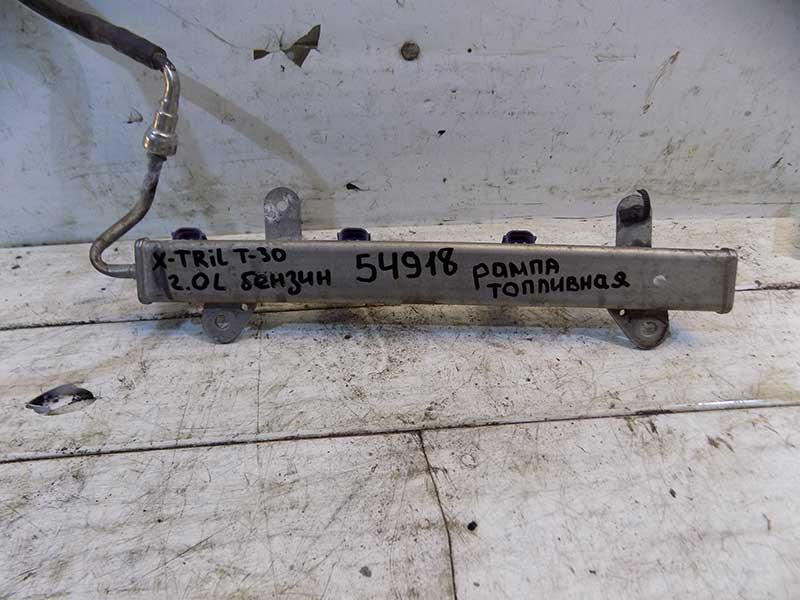 X-TRiL T-30
2.0L бензин
54918
рампа
топливная